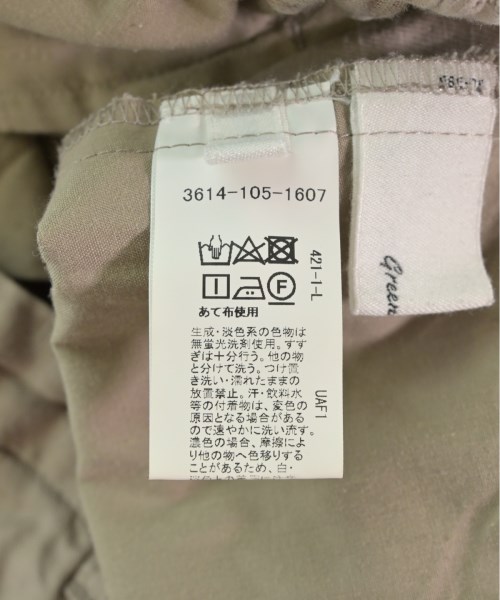 3614-105-1607
F
あて布使用
生成・淡色系の色物は
無蛍光洗剤使用。すす
ぎは十分行う。他の物
と分けて洗う。つけ置
き洗い・濡れたままの
放置禁止。汗・飲料水
等の付着物は、変色の
原因となる場合がある
ので速やかに洗い流す。
濃色の場合、摩擦によ
り他の物へ色移りする
ことがあるため、白・
421-1-L
UAF1
Green